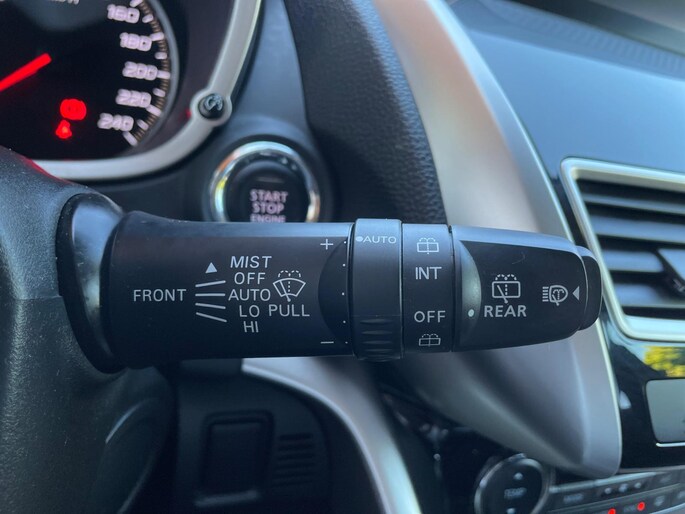 160
180
200
220
240
START
STOP
ENGINE
FRONT
MIST
OFF
AUTO
LO PULL
HI
+
–
•AUTO
INT
OFF
• REAR
TEMP